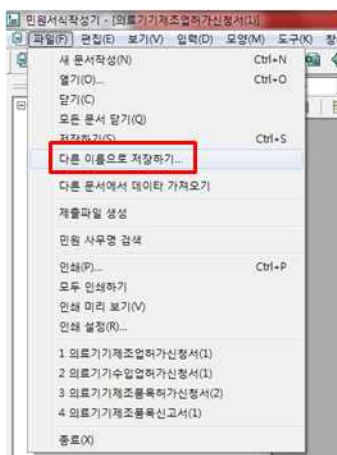 민원서식작성기 - [의료기기제조업허가신청서(1)]
파일(F) 편집(E) 보기(V) 입력(D) 모양(M) 도구(K) 창
새 문서작성(N) Ctrl+N
열기(O)... Ctrl+O
닫기(C)
모든 문서 닫기(Q)
저장하기(S) Ctrl+S
다른 이름으로 저장하기...
다른 문서에서 데이타 가져오기
제출파일 생성
민원 사무명 검색
인쇄(P)... Ctrl+P
모두 인쇄하기
인쇄 미리 보기(V)
인쇄 설정(R)...
1 의료기기제조업허가신청서(1)
2 의료기기수입업허가신청서(1)
3 의료기기제조품목허가신청서(2)
4 의료기기제조품목신고서(1)
종료(X)